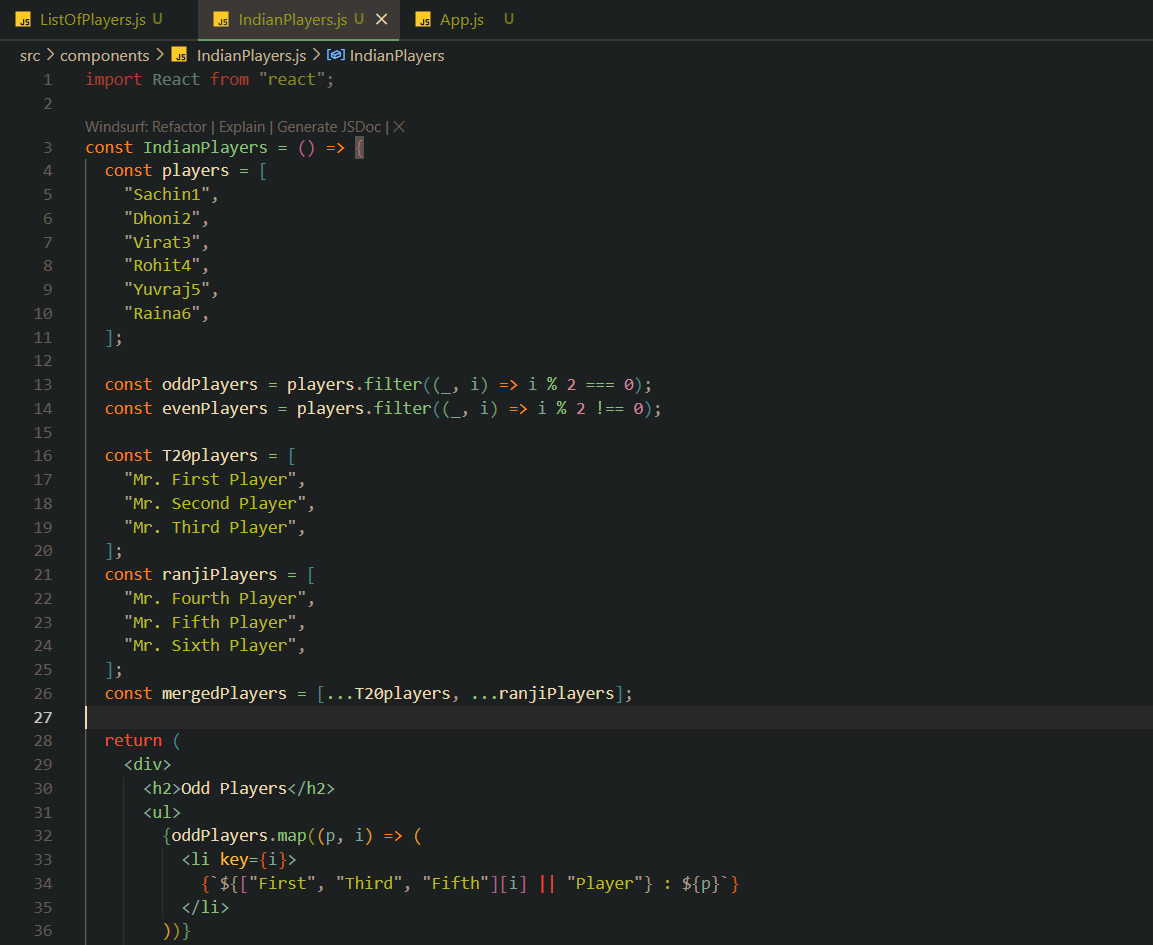 JS ListOfPlayers.js U JS IndianPlayers.js U JS App.js U
src > components > JS IndianPlayers.js > IndianPlayers
1 import React from "react";
2
Windsurf: Refactor | Explain | Generate JSDoc | X
3 const IndianPlayers = () => {
4   const players = [
5     "Sachin1",
6     "Dhoni2",
7     "Virat3",
8     "Rohit4",
9     "Yuvraj5",
10     "Raina6",
11   ];
12
13   const oddPlayers = players.filter((_, i) => i % 2 === 0);
14   const evenPlayers = players.filter((_, i) => i % 2 !== 0);
15
16   const T20players = [
17     "Mr. First Player",
18     "Mr. Second Player",
19     "Mr. Third Player",
20   ];
21   const ranjiPlayers = [
22     "Mr. Fourth Player",
23     "Mr. Fifth Player",
24     "Mr. Sixth Player",
25   ];
26   const mergedPlayers = [...T20players, ...ranjiPlayers];
27
28   return (
29     <div>
30       <h2>Odd Players</h2>
31       <ul>
32         {oddPlayers.map((p, i) => (
33           <li key={i}>
34             {`${["First", "Third", "Fifth"][i] || "Player"} : ${p}`}
35           </li>
36         ))}